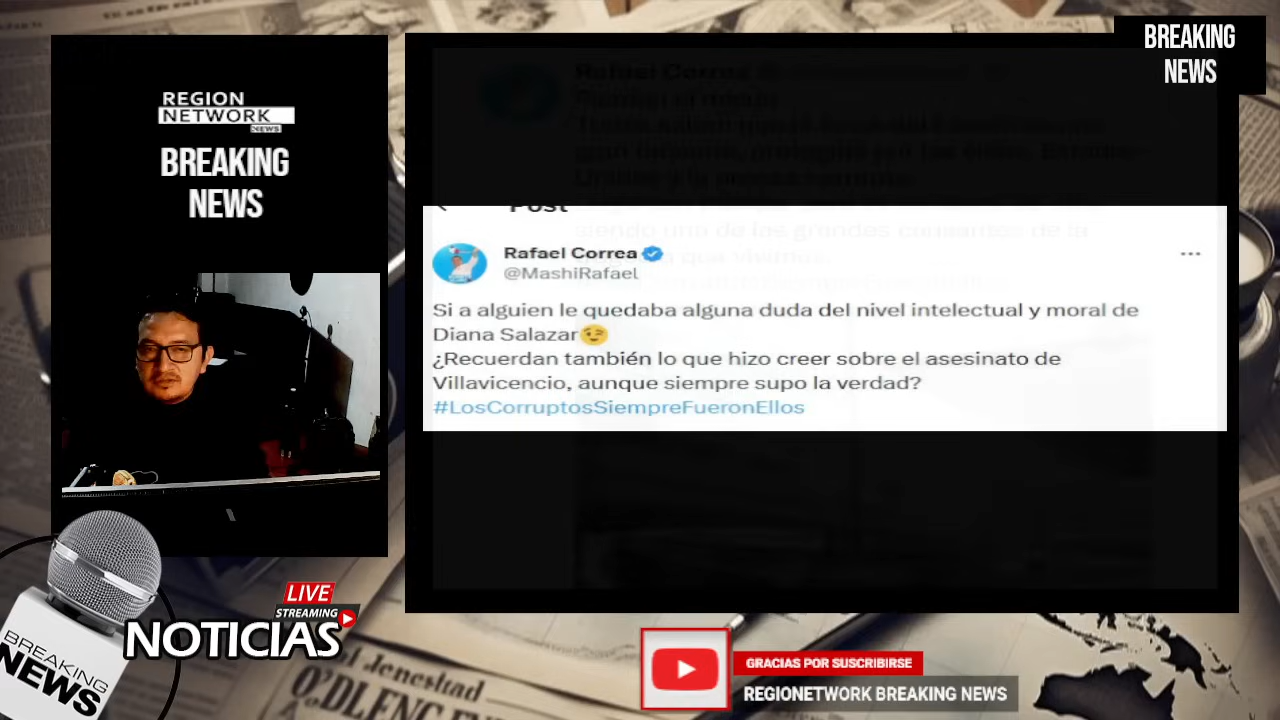 BREAKING
NEWS
REGION
NETWORK
NEWS
BREAKING
NEWS
Post
Rafael Correa
@MashiRafael
Si a alguien le quedaba alguna duda del nivel intelectual y moral de
Diana Salazar😉
¿Recuerdan también lo que hizo creer sobre el asesinato de
Villavicencio, aunque siempre supo la verdad?
#LosCorruptosSiempreFueronEllos
LIVE
STREAMING
NOTICIAS
BREAKING
NEWS
GRACIAS POR SUSCRIBIRSE
REGIONETWORK BREAKING NEWS